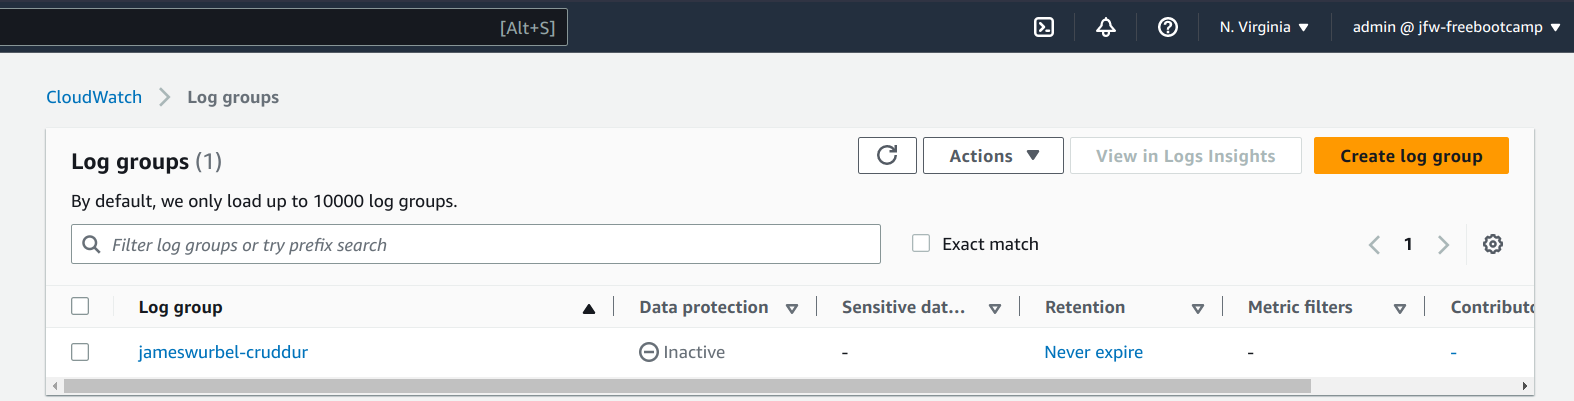 [Alt+S] N. Virginia admin @ jfw-freebootcamp
CloudWatch Log groups
Log groups (1) Actions View in Logs Insights Create log group
By default, we only load up to 10000 log groups.
Filter log groups or try prefix search Exact match 1
Log group Data protection Sensitive dat... Retention Metric filters Contributo
jameswurbel-cruddur Inactive - Never expire - -